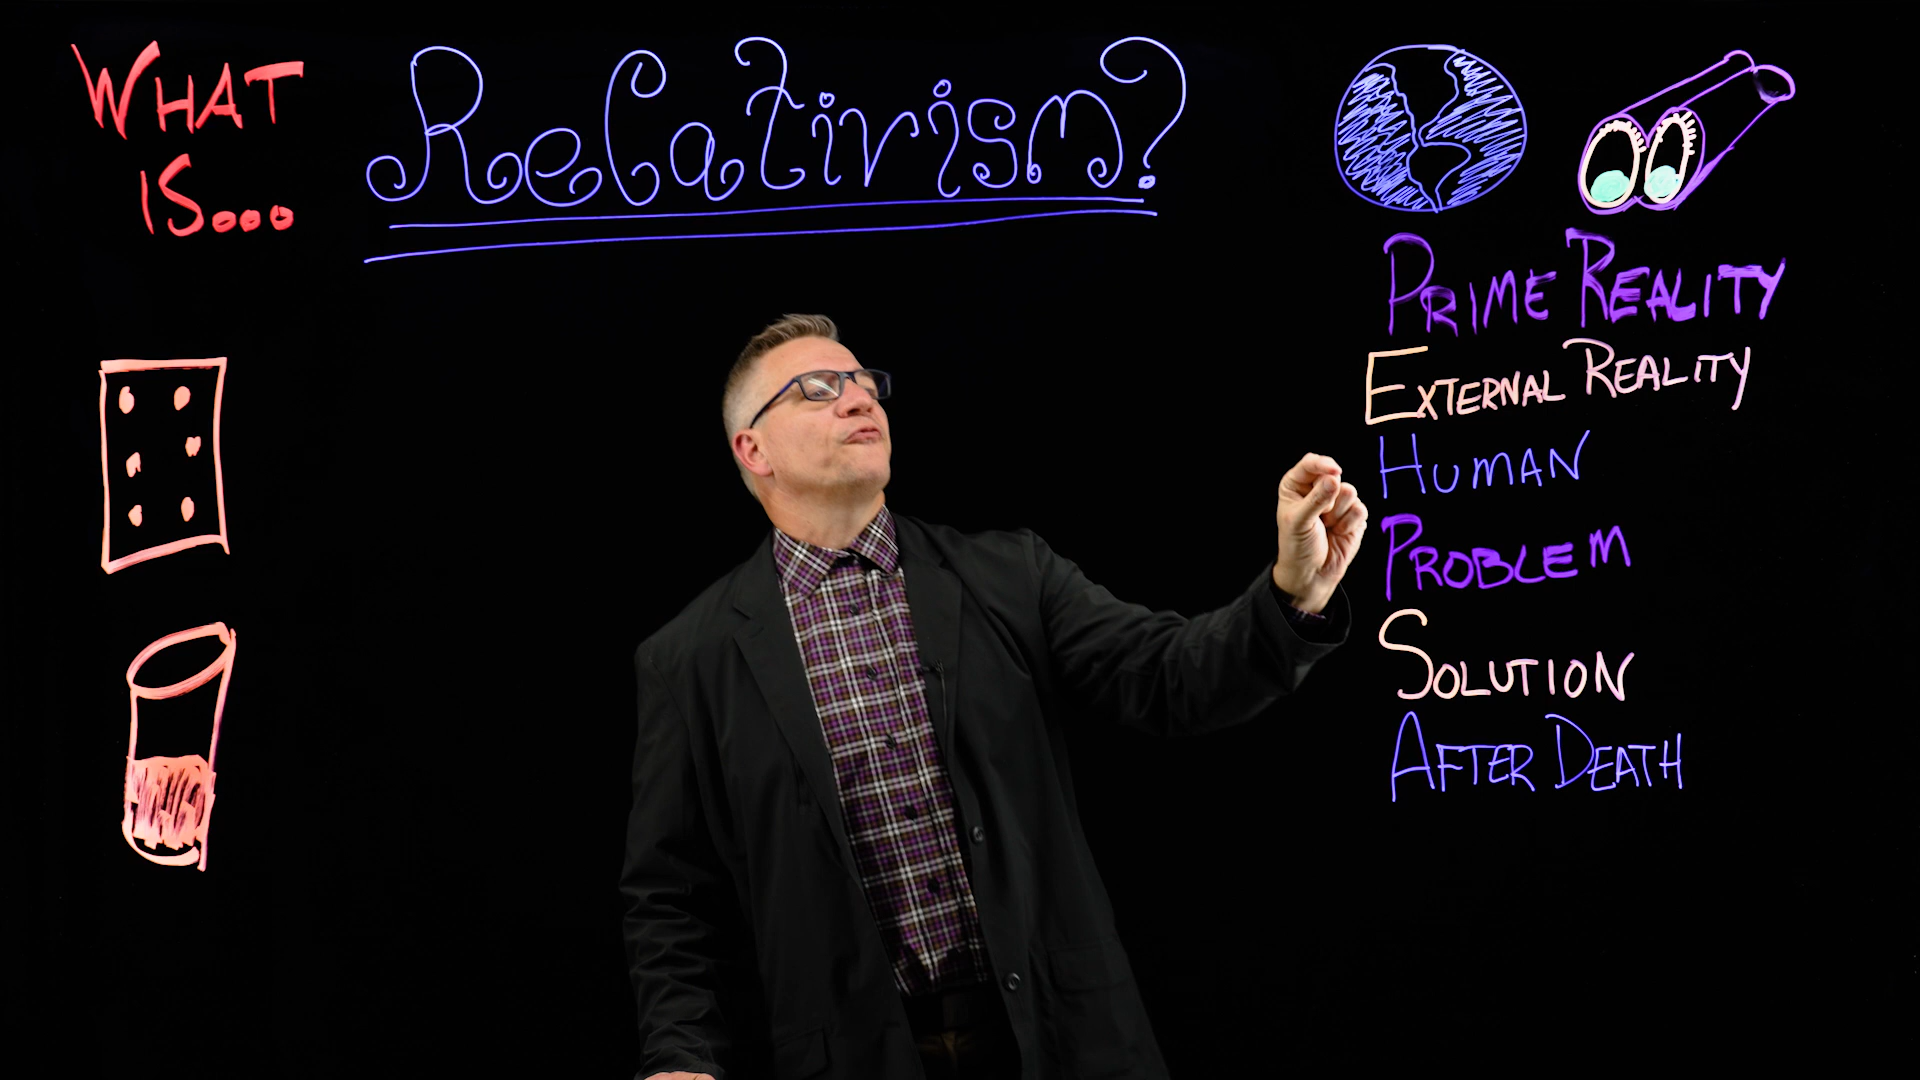 WHAT
IS...
Relativism?
PRIME REALITY
EXTERNAL REALITY
HUMAN
PROBLEM
SOLUTION
AFTER DEATH